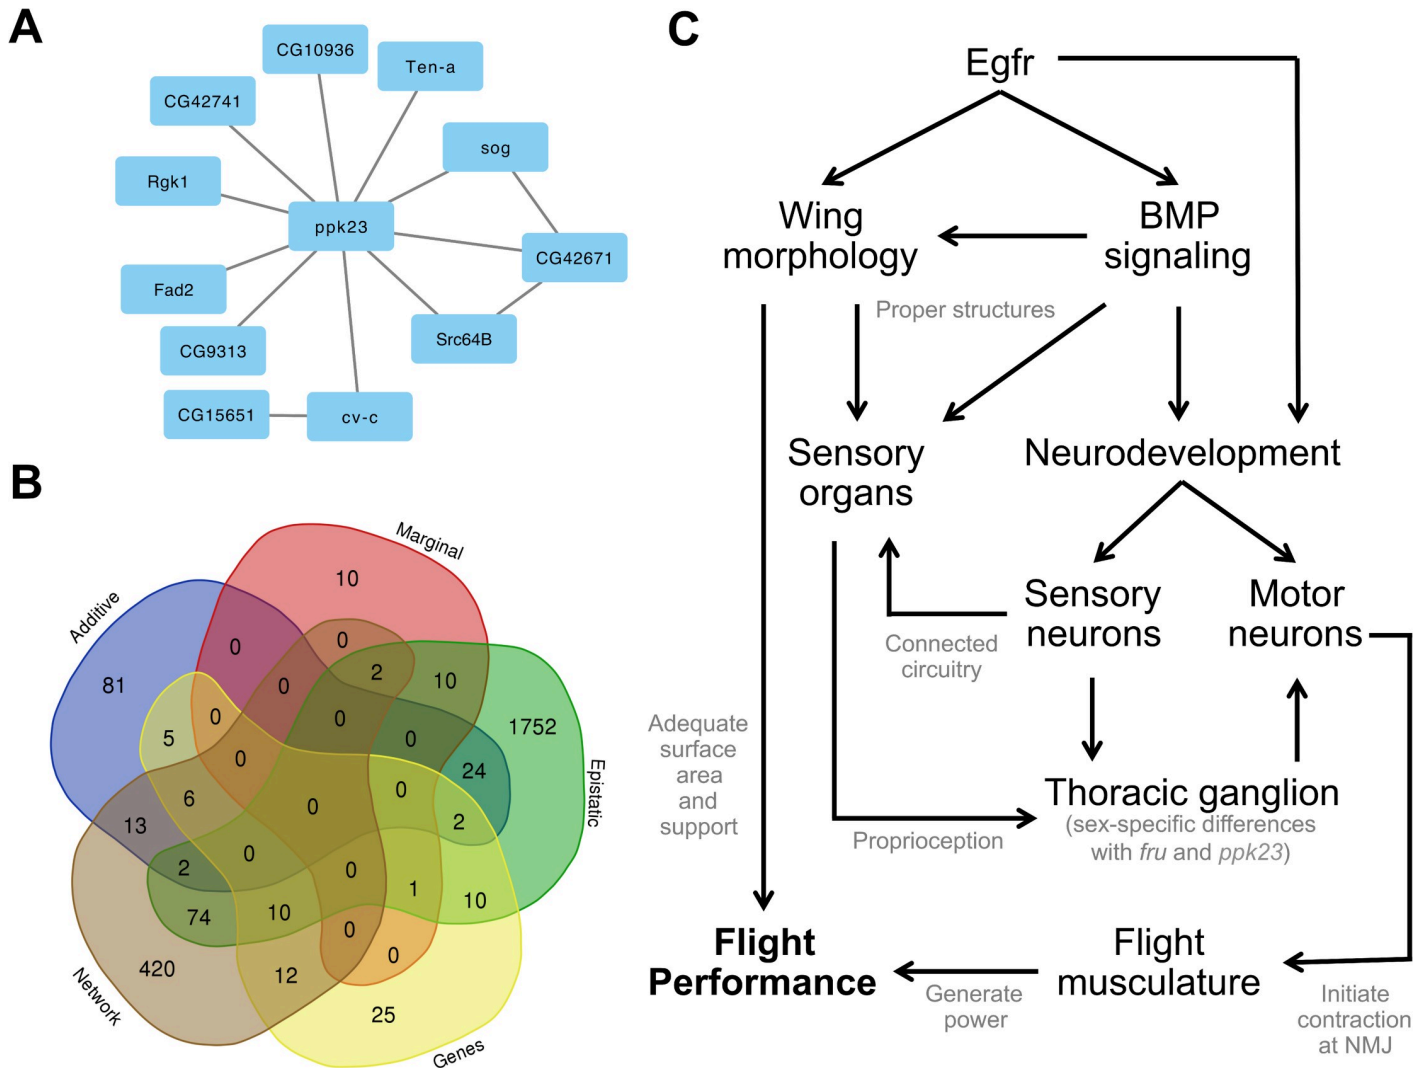 A
CG10936
Ten-a
CG42741
sog
Rgk1
ppk23
CG42671
Fad2
Src64B
CG9313
CG15651
cv-c
B
Marginal
Additive
Epistatic
Network
Genes
10
0
0
81
0
2
10
0
0
0
1752
5
0
0
24
6
0
0
2
13
0
2
0
1
10
74
10
0
0
420
12
25
C
Egfr
Wing
morphology
BMP
signaling
Proper structures
Sensory
organs
Neurodevelopment
Sensory
neurons
Motor
neurons
Connected
circuitry
Adequate
surface
area
and
support
Thoracic ganglion
(sex-specific differences
with fru and ppk23)
Proprioception
Flight
Performance
Flight
musculature
Generate
power
Initiate
contraction
at NMJ